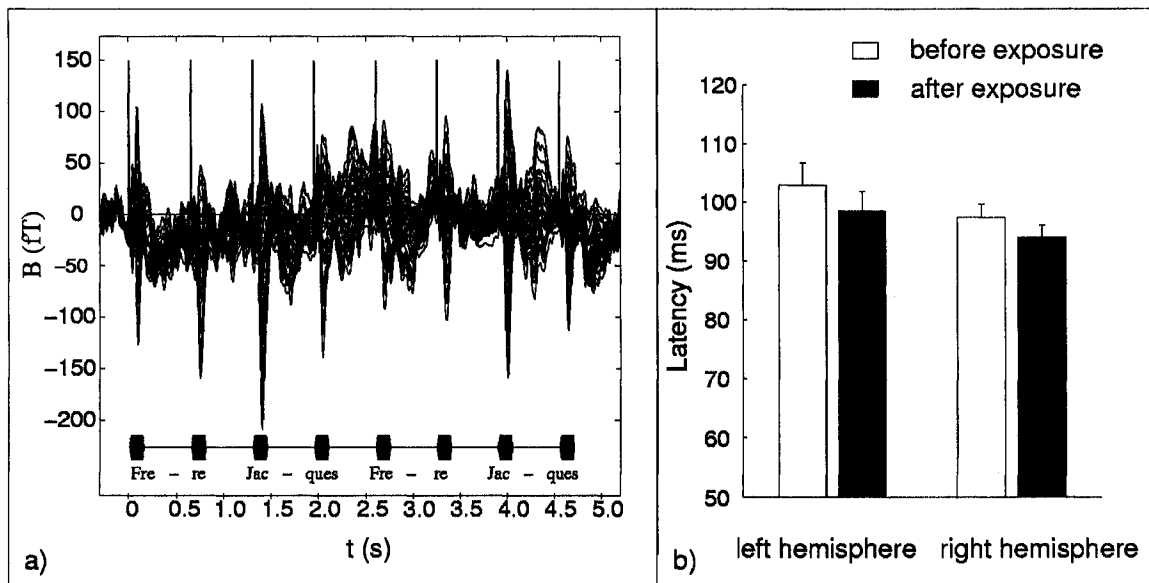 150
100
50
0
−50
−100
−150
−200
B (fT)
Fre – re Jac – ques Fre – re Jac – ques
0 0.5 1.0 1.5 2.0 2.5 3.0 3.5 4.0 4.5 5.0
t (s)
a)
before exposure
after exposure
120
110
100
90
80
70
60
50
Latency (ms)
left hemisphere right hemisphere
b)